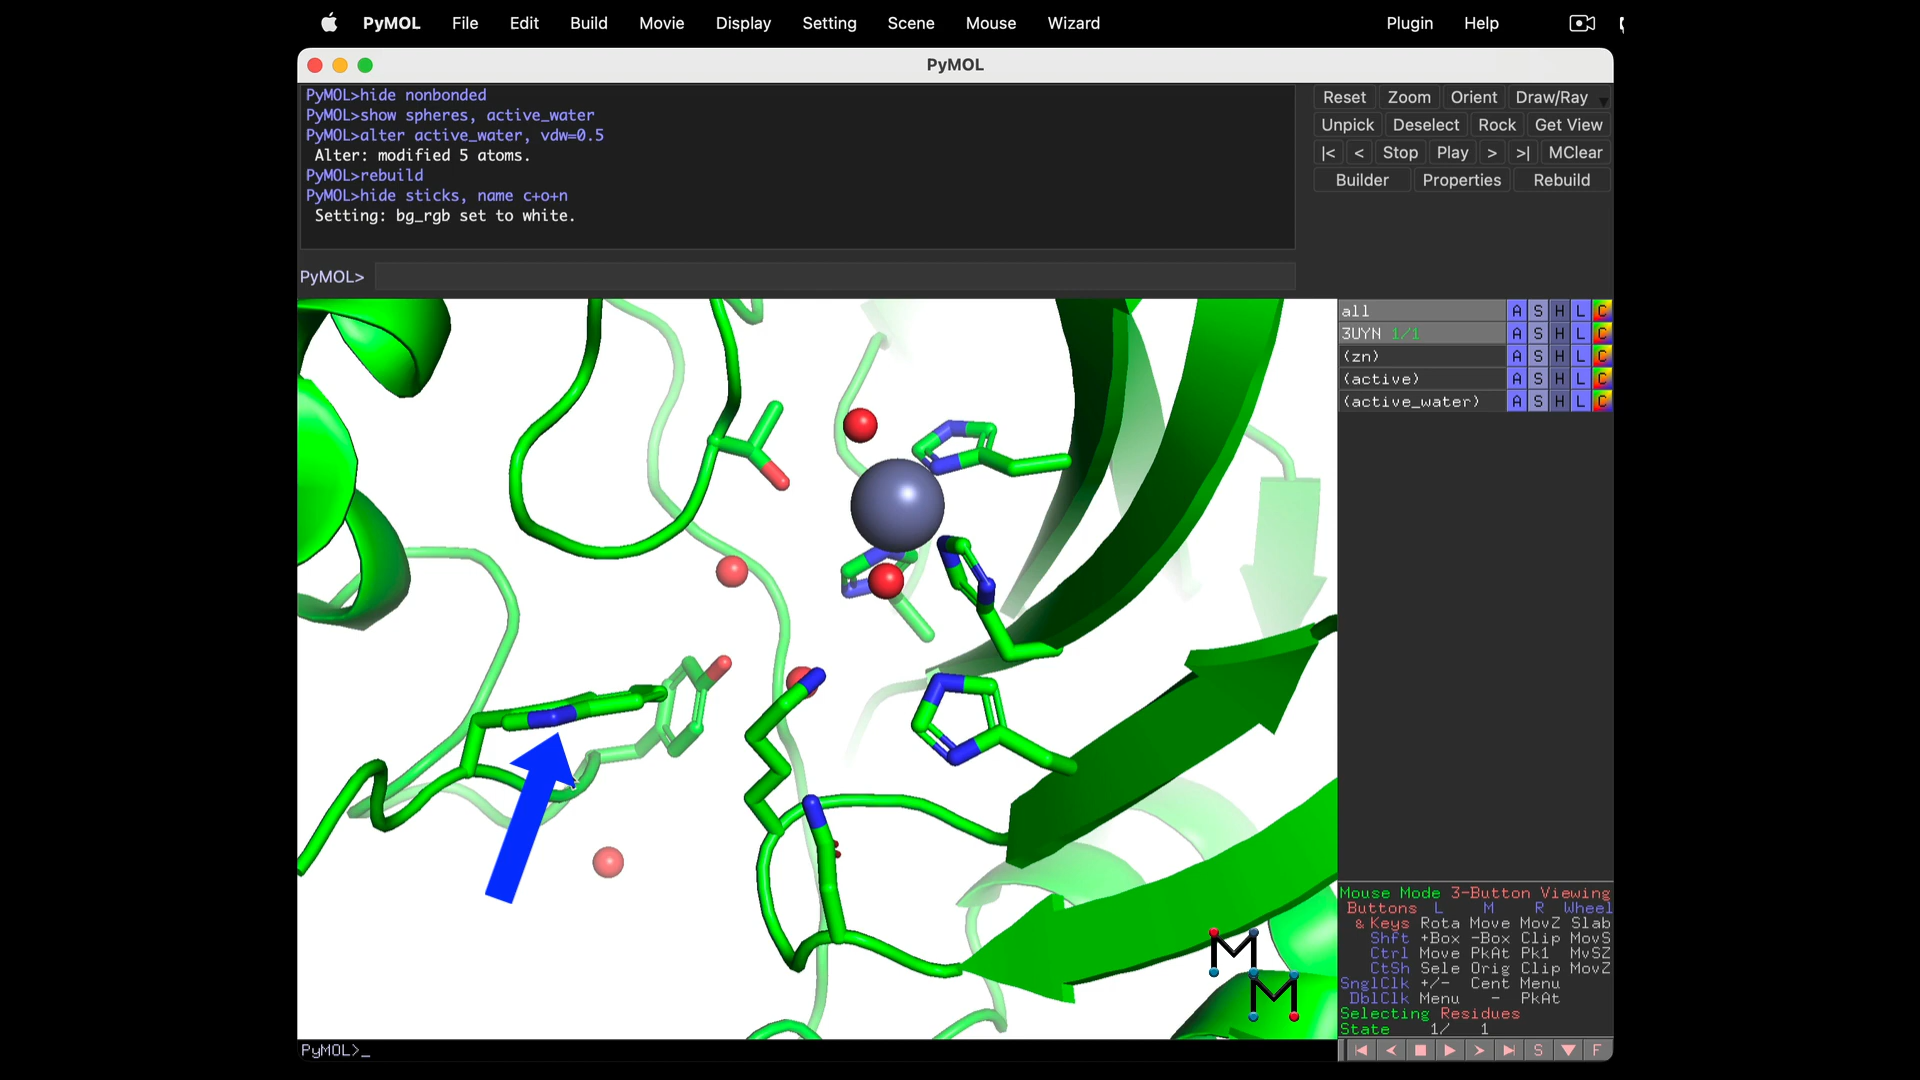 PyMOL File Edit Build Movie Display Setting Scene Mouse Wizard Plugin Help
PyMOL
PyMOL>hide nonbonded
PyMOL>show spheres, active_water
PyMOL>alter active_water, vdw=0.5
Alter: modified 5 atoms.
PyMOL>rebuild
PyMOL>hide sticks, name c+o+n
Setting: bg_rgb set to white.
PyMOL>
Reset Zoom Orient Draw/Ray
Unpick Deselect Rock Get View
|< < Stop Play > >| MClear
Builder Properties Rebuild
all A S H L C
3UYN 1/1 A S H L C
(zn) A S H L C
(active) A S H L C
(active_water) A S H L C
Mouse Mode 3-Button Viewing
Buttons L M R Wheel
& Keys Rota Move MovZ Slab
Shft +Box -Box Clip MovS
Ctrl Move PkAt Pk1 MvSZ
CtSh Sele Orig Clip MovZ
SnglClk +/- Cent Menu
DblClk Menu - PkAt
Selecting Residues
State 1/ 1
S F
PyMOL>_
MM